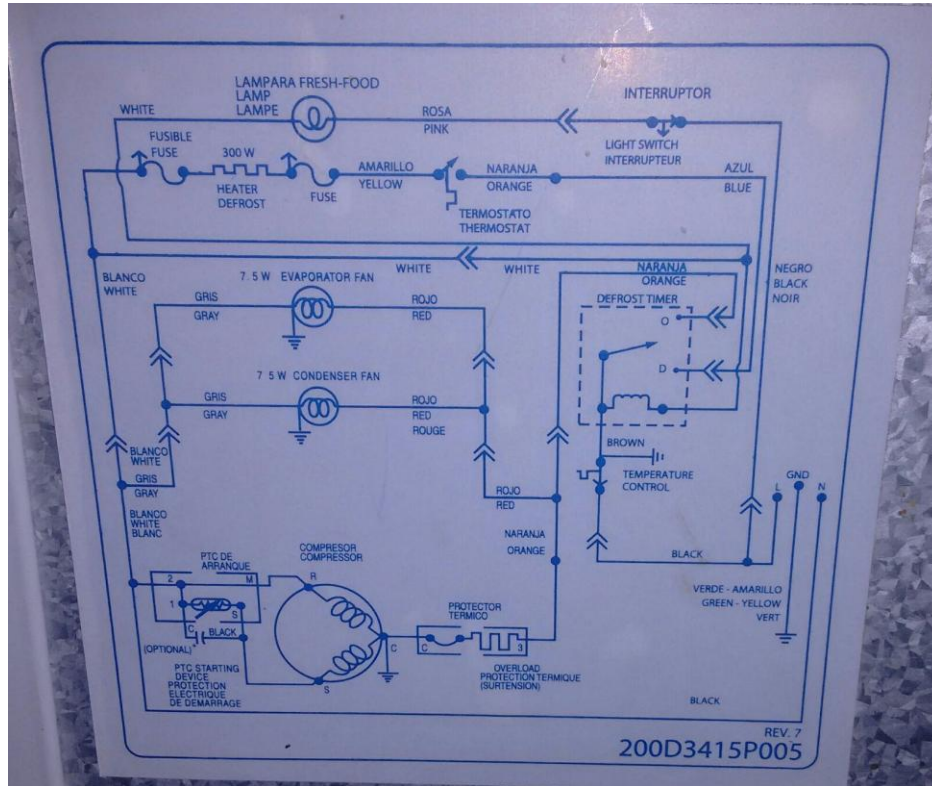 LAMPARA FRESH-FOOD
LAMP
LAMPE
INTERRUPTOR
WHITE
ROSA
PINK
LIGHT SWITCH
INTERRUPTEUR
FUSIBLE
FUSE
300 W
HEATER
DEFROST
FUSE
AMARILLO
YELLOW
NARANJA
ORANGE
AZUL
BLUE
TERMOSTATO
THERMOSTAT
BLANCO
WHITE
WHITE
WHITE
NARANJA
ORANGE
NEGRO
BLACK
NOIR
7. 5 W EVAPORATOR FAN
GRIS
GRAY
ROJO
RED
DEFROST TIMER
O
D
7 5 W CONDENSER FAN
GRIS
GRAY
ROJO
RED
ROUGE
BLANCO
WHITE
GRIS
GRAY
BROWN
TEMPERATURE
CONTROL
L
GND
N
ROJO
RED
BLANCO
WHITE
BLANC
NARANJA
ORANGE
BLACK
PTC DE
ARRANQUE
COMPRESOR
COMPRESSOR
2
M
R
1
S
C
BLACK
(OPTIONAL)
PROTECTOR
TERMICO
C
C
3
VERDE - AMARILLO
GREEN - YELLOW
VERT
PTC STARTING
DEVICE
PROTECTION
ELECTRIQUE
DE DEMARRAGE
S
OVERLOAD
PROTECTION TERMIQUE
(SURTENSION)
BLACK
REV. 7
200D3415P005